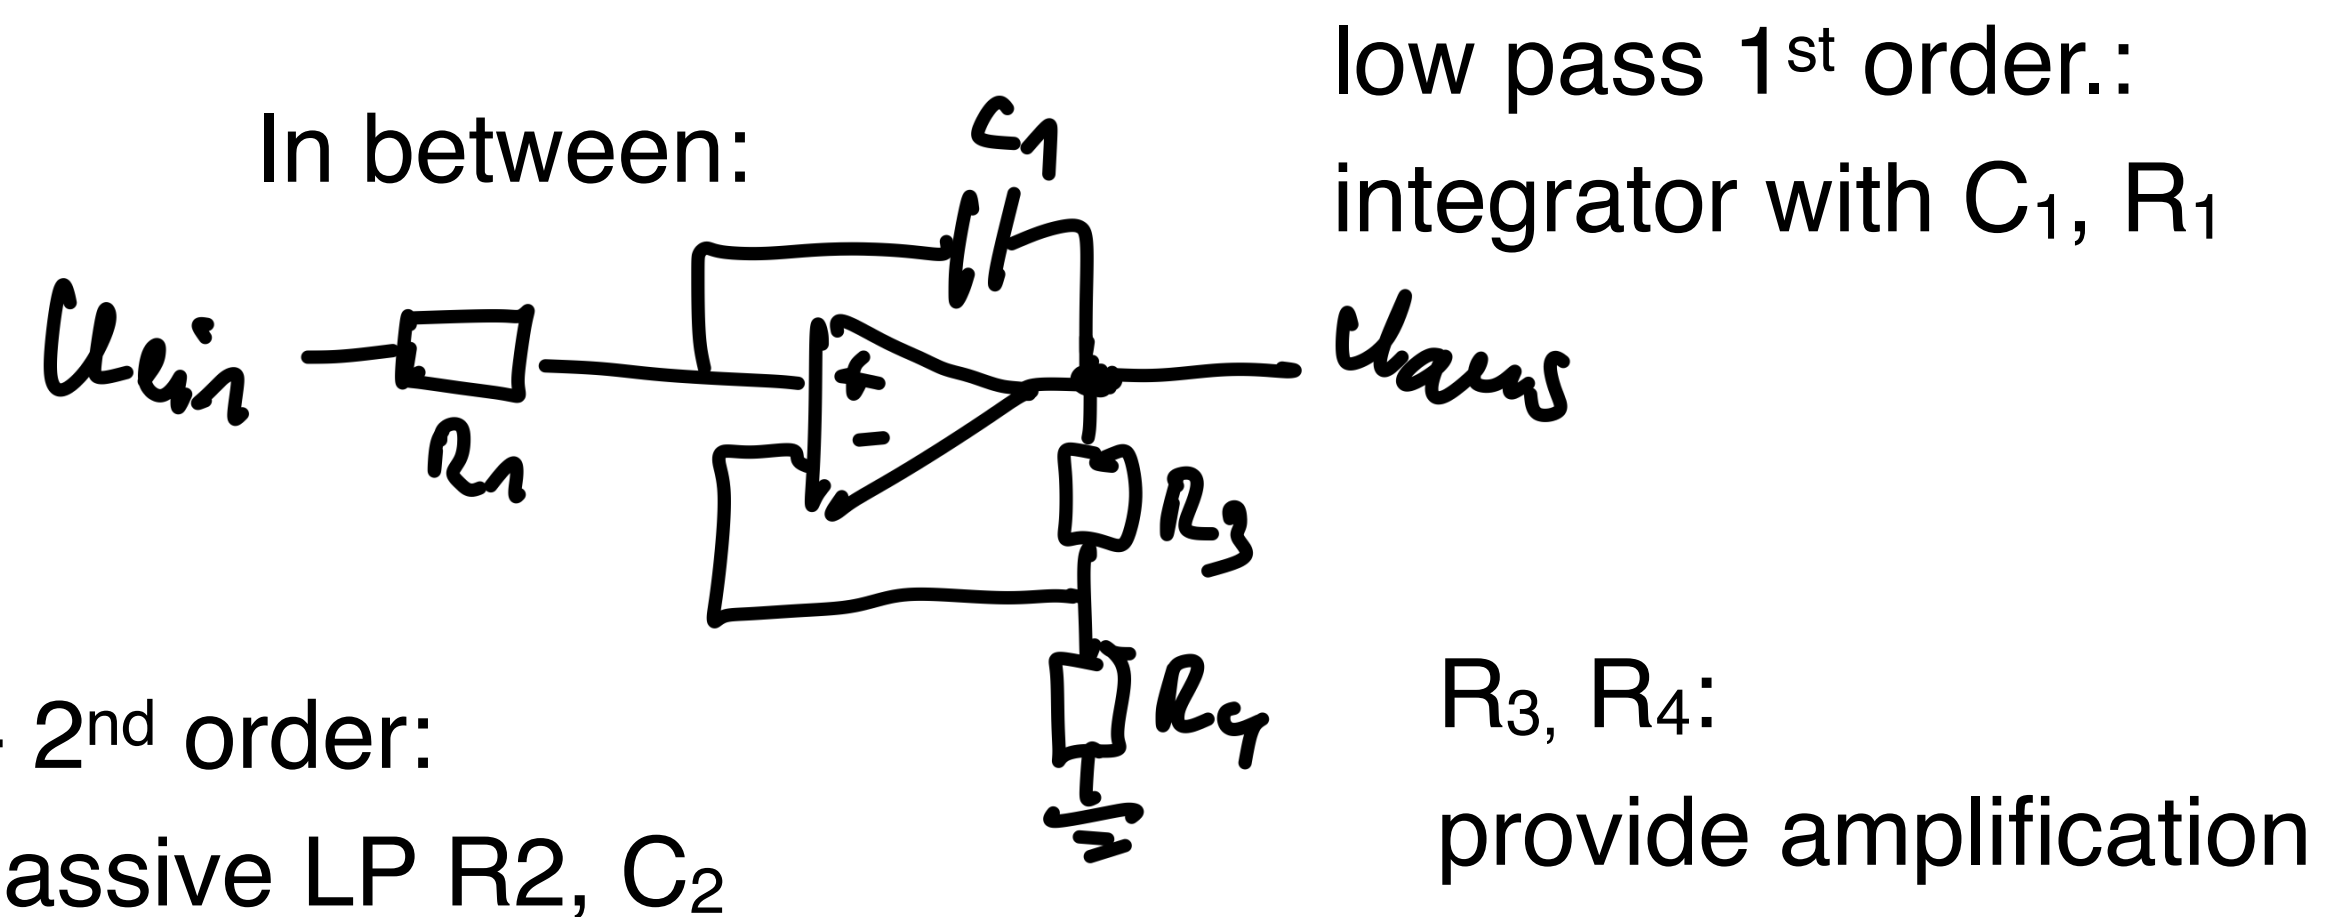 low pass 1st order.:
In between:
C1
integrator with C1, R1
Uein
Uaus
+
R1
-
R3
R3, R4:
R4
- 2nd order:
provide amplification
assive LP R2, C2